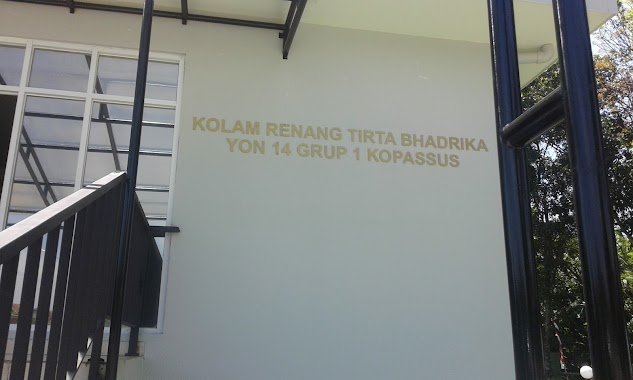 KOLAM RENANG TIRTA BHADRIKA
YON 14 GRUP 1 KOPASSUS